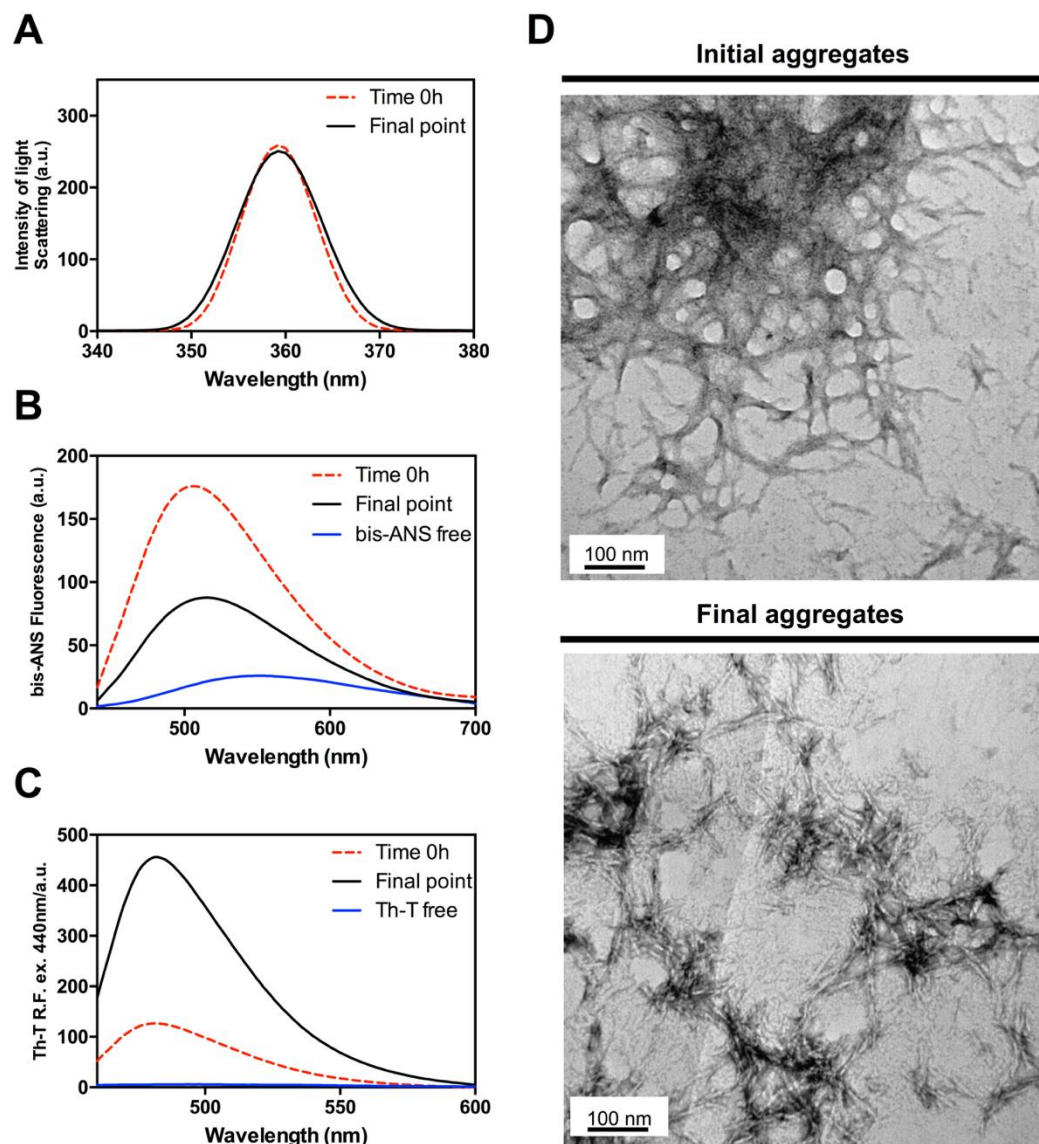 A
Intensity of light
Scattering (a.u.)
300
200
100
0
340
350
360
370
380
Wavelength (nm)
Time 0h
Final point
B
bis-ANS Fluorescence (a.u.)
200
150
100
50
0
500
600
700
Wavelength (nm)
Time 0h
Final point
bis-ANS free
C
Th-T R.F. ex. 440nm/a.u.
500
400
300
200
100
0
500
550
600
Wavelength (nm)
Time 0h
Final point
Th-T free
D
Initial aggregates
100 nm
Final aggregates
100 nm